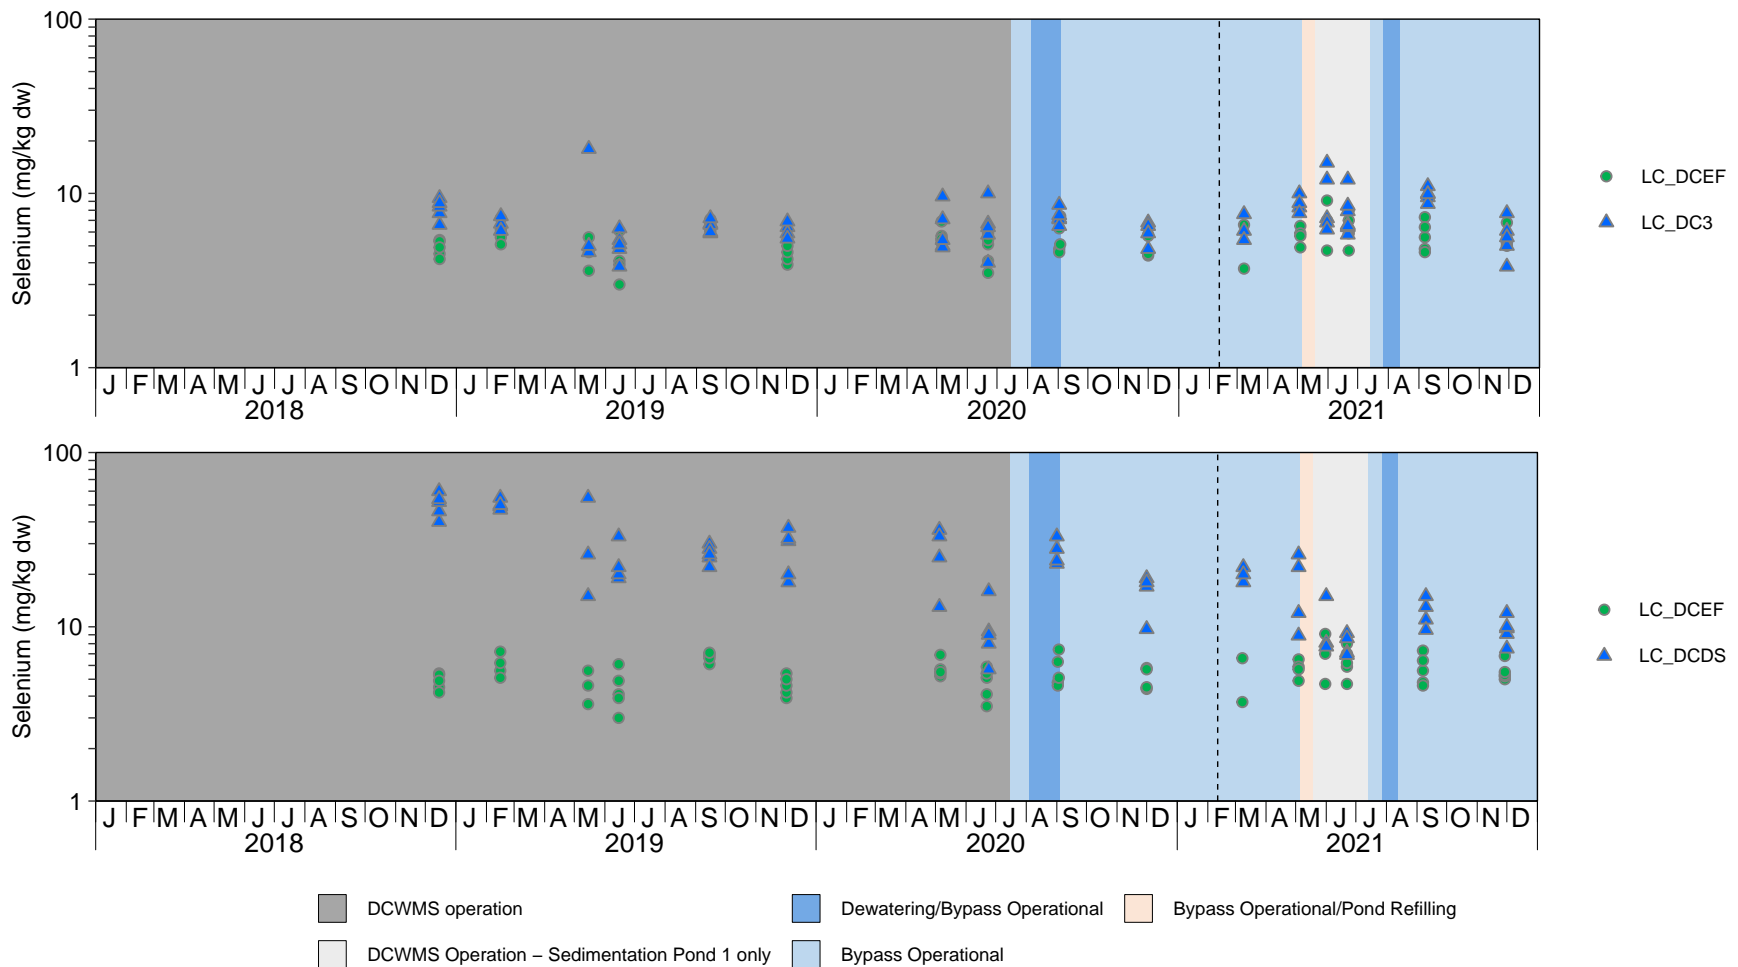 100
10
1
Selenium (mg/kg dw)
J F M A M J J A S O N D J F M A M J J A S O N D J F M A M J J A S O N D J F M A M J J A S O N D
2018 2019 2020 2021
LC_DCEF
LC_DC3
100
10
1
Selenium (mg/kg dw)
J F M A M J J A S O N D J F M A M J J A S O N D J F M A M J J A S O N D J F M A M J J A S O N D
2018 2019 2020 2021
LC_DCEF
LC_DCDS
DCWMS operation Dewatering/Bypass Operational Bypass Operational/Pond Refilling
DCWMS Operation – Sedimentation Pond 1 only Bypass Operational